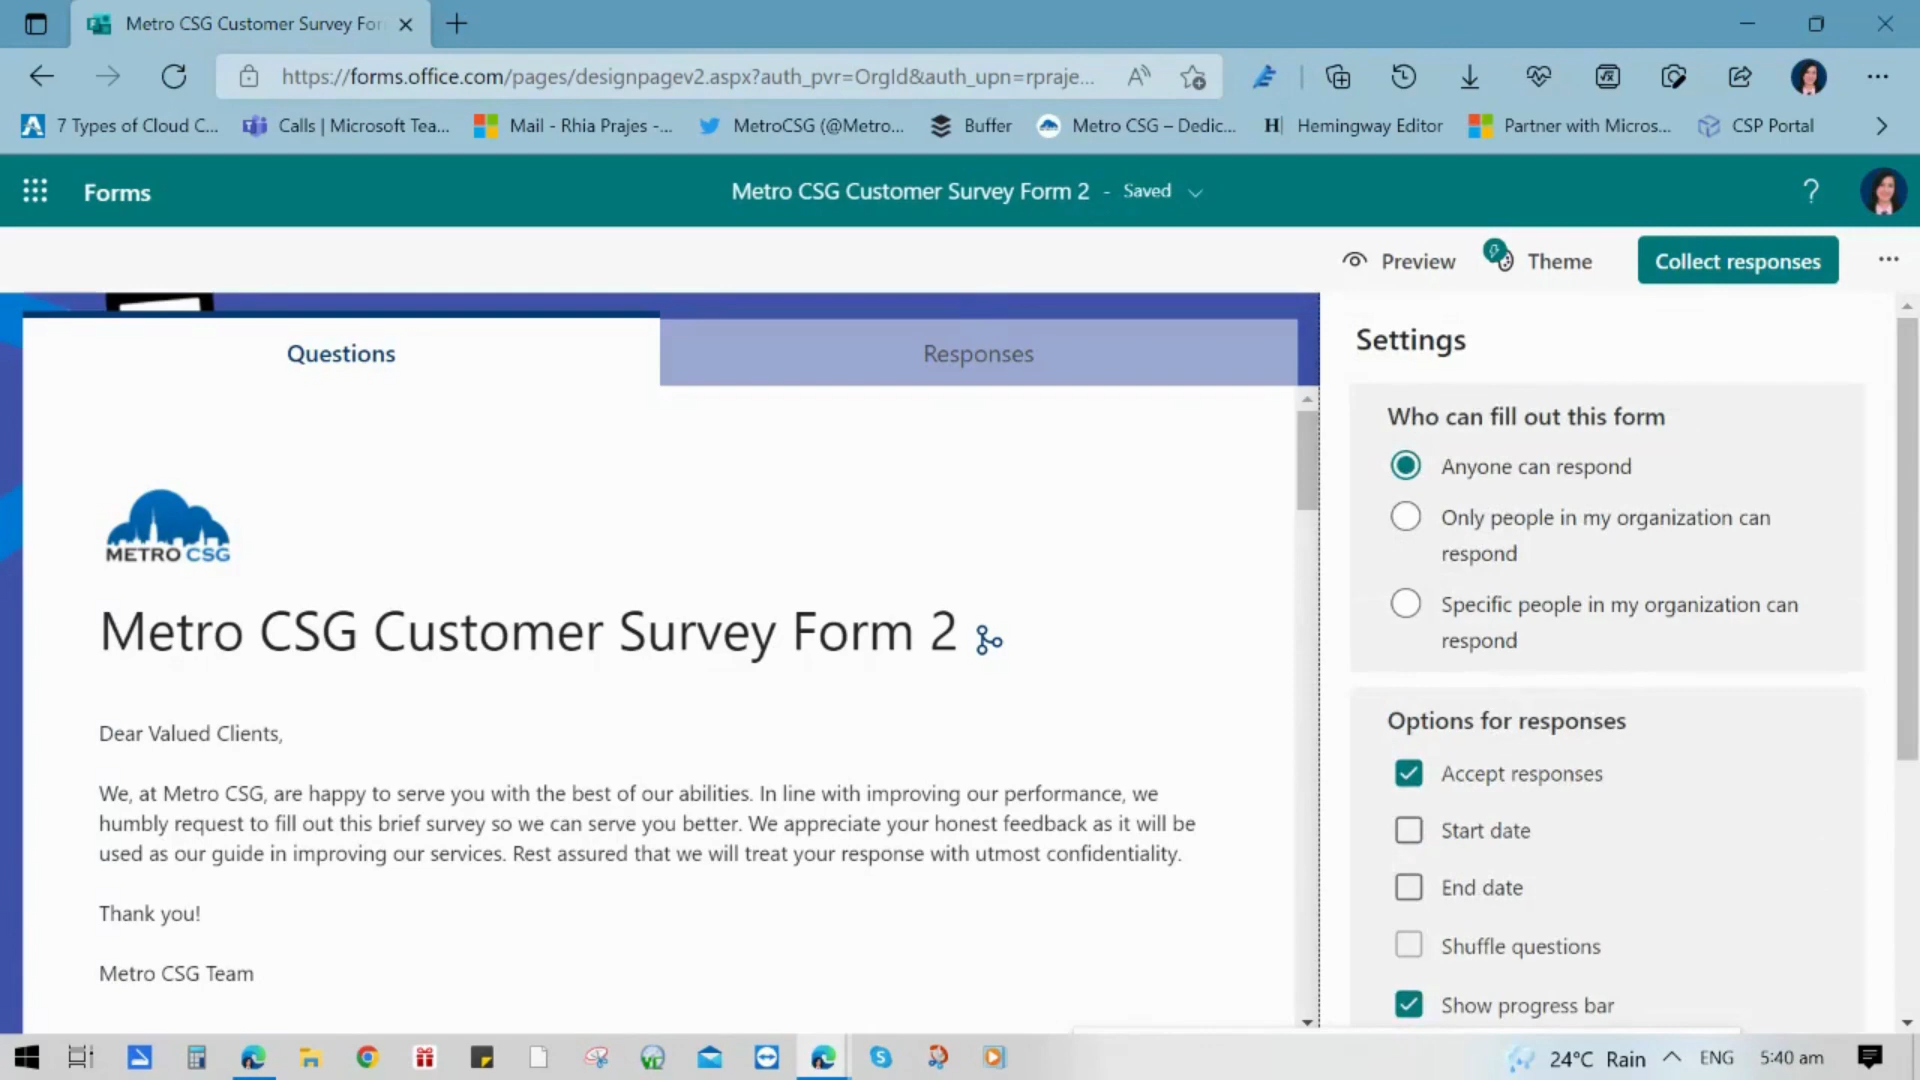 Metro CSG Customer Survey For
https://forms.office.com/pages/designpagev2.aspx?auth_pvr=OrgId&auth_upn=rpraje...
7 Types of Cloud C...
Calls | Microsoft Tea...
Mail - Rhia Prajes -...
MetroCSG (@Metro...
Buffer
Metro CSG – Dedic...
H
Hemingway Editor
Partner with Micros...
CSP Portal
Forms
Metro CSG Customer Survey Form 2 - Saved
?
Preview
Theme
Collect responses
Questions
Responses
METRO CSG
Metro CSG Customer Survey Form 2
Dear Valued Clients,
We, at Metro CSG, are happy to serve you with the best of our abilities. In line with improving our performance, we
humbly request to fill out this brief survey so we can serve you better. We appreciate your honest feedback as it will be
used as our guide in improving our services. Rest assured that we will treat your response with utmost confidentiality.
Thank you!
Metro CSG Team
Settings
Who can fill out this form
Anyone can respond
Only people in my organization can
respond
Specific people in my organization can
respond
Options for responses
Accept responses
Start date
End date
Shuffle questions
Show progress bar
24°C Rain
ENG
5:40 am